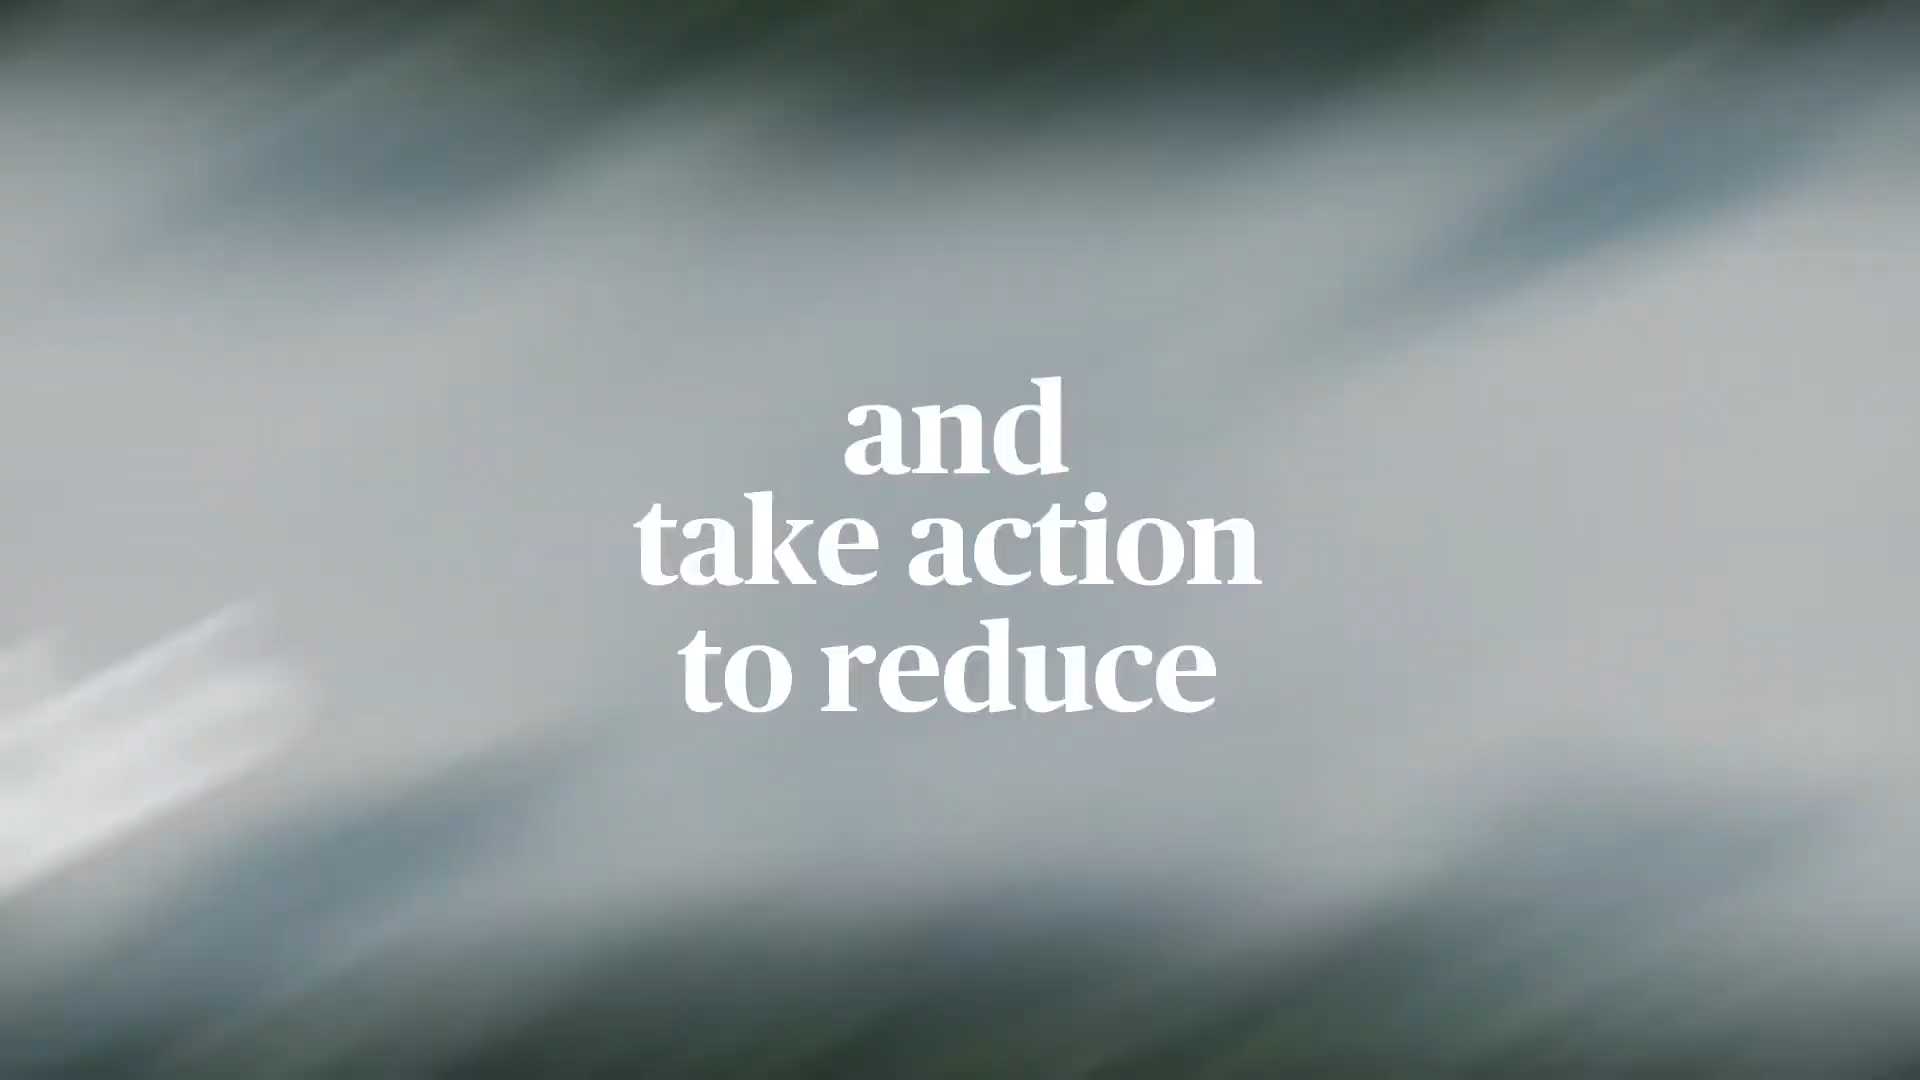 and
take action
to reduce